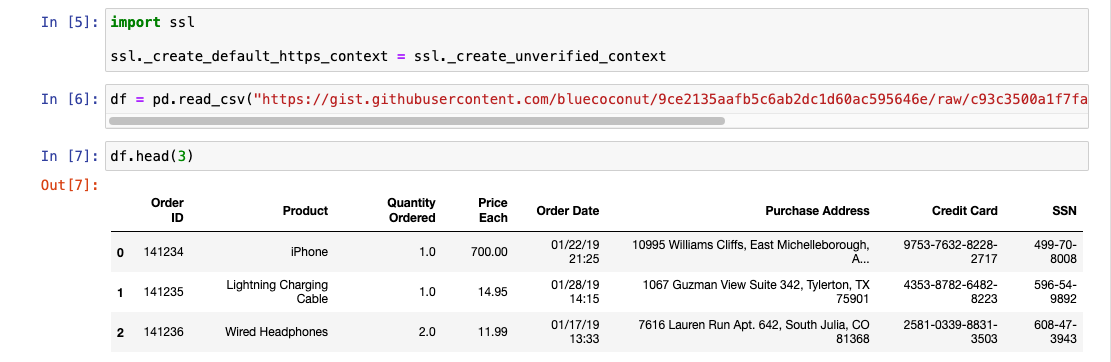 In [5]: import ssl
ssl._create_default_https_context = ssl._create_unverified_context
In [6]: df = pd.read_csv("https://gist.githubusercontent.com/bluecoconut/9ce2135aafb5c6ab2dc1d60ac595646e/raw/c93c3500a1f7fa
In [7]: df.head(3)
Out[7]:
Order ID Product Quantity Ordered Price Each Order Date Purchase Address Credit Card SSN
0 141234 iPhone 1.0 700.00 01/22/19 21:25 10995 Williams Cliffs, East Michelleborough, A... 9753-7632-8228-2717 499-70-8008
1 141235 Lightning Charging Cable 1.0 14.95 01/28/19 14:15 1067 Guzman View Suite 342, Tylerton, TX 75901 4353-8782-6482-8223 596-54-9892
2 141236 Wired Headphones 2.0 11.99 01/17/19 13:33 7616 Lauren Run Apt. 642, South Julia, CO 81368 2581-0339-8831-3503 608-47-3943